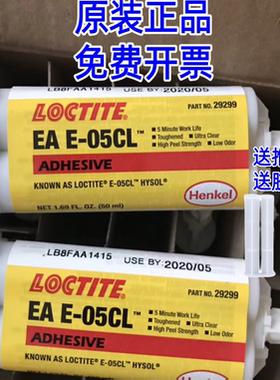 原装正品
免费开票
LB8FAA1415 USE BY: 2020/05
LOCTITE
PART NO. 29299
EA E-05CL™
5 Minute Work Life
Toughened Ultra Clear
High Peel Strength Low Odor
ADHESIVE
KNOWN AS LOCTITE® E-05CL™ HYSOL®
NET 1.69 FL. OZ. (50 ml)
Henkel
送
送
LB8FAA1415 USE BY: 2020/05
LOCTITE
PART NO. 29299
EA E-05CL™
5 Minute Work Life
Toughened Ultra Clear
High Peel Strength Low Odor
ADHESIVE
KNOWN AS LOCTITE® E-05CL™ HYSOL®
Henkel